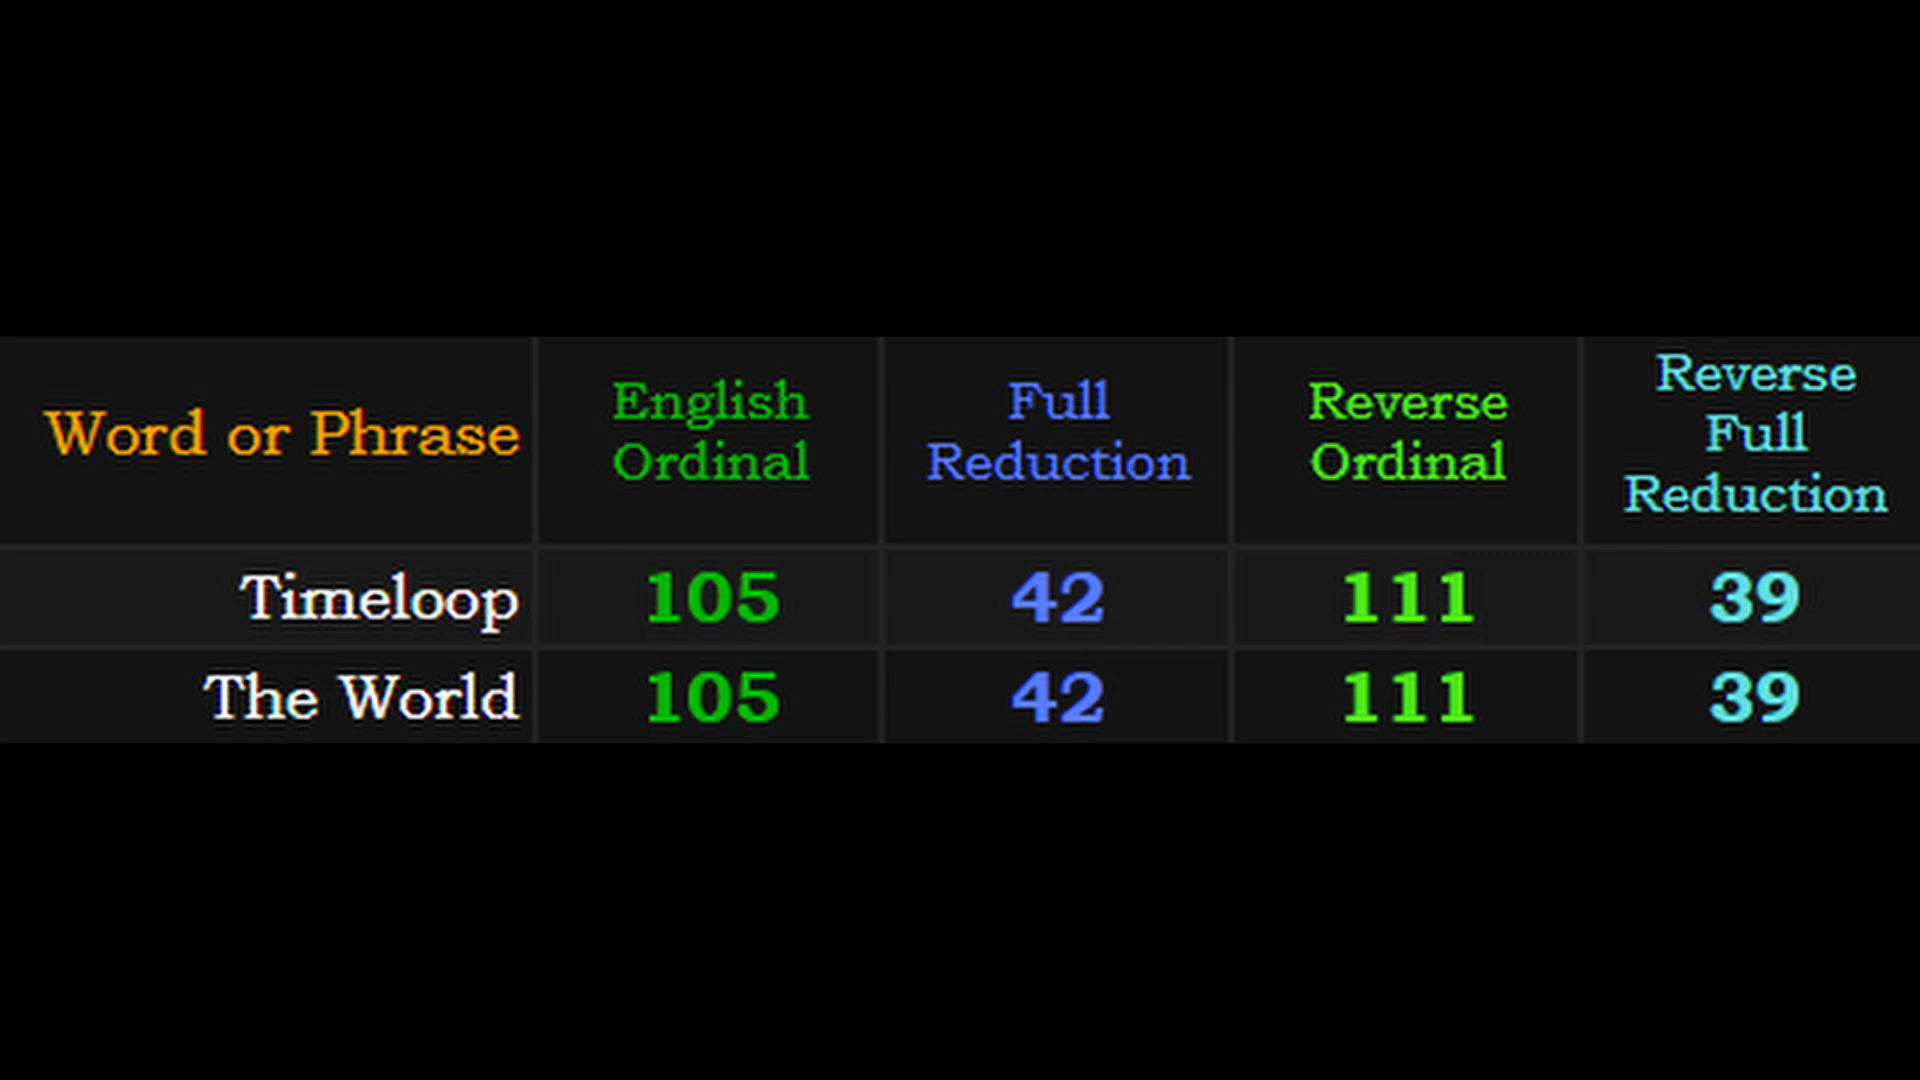 Word or Phrase English Ordinal Full Reduction Reverse Ordinal Reverse Full Reduction
Timeloop 105 42 111 39
The World 105 42 111 39